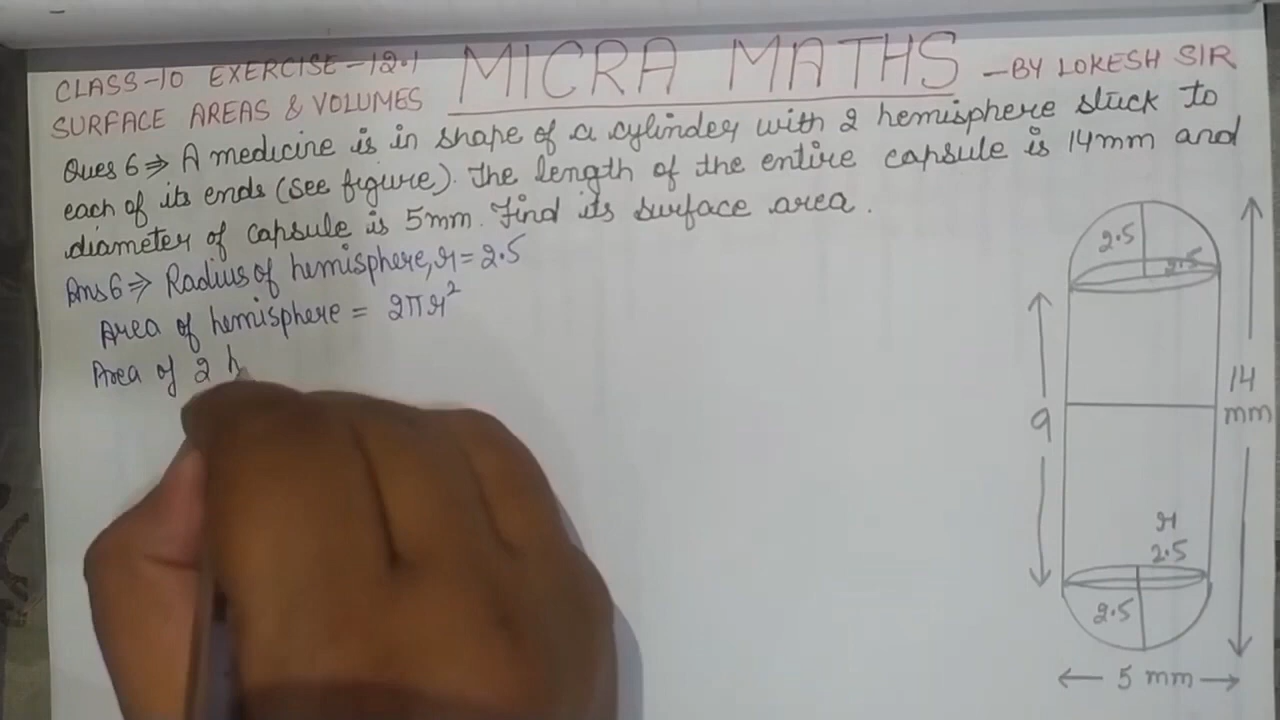 CLASS-10 EXERCISE-12.1 MICRA MATHS -BY LOKESH SIR
SURFACE AREAS & VOLUMES
Ques 6⇒ A medicine is in shape of a cylinder with 2 hemisphere stuck to
each of its ends (see figure). The length of the entire capsule is 14mm and
diameter of capsule is 5mm. Find its surface area.
Ans6⇒ Radius of hemisphere, r=2.5
Area of hemisphere = 2πr²
Area of 2 h
2.5
2.5
9
14
mm
r
2.5
2.5
5 mm